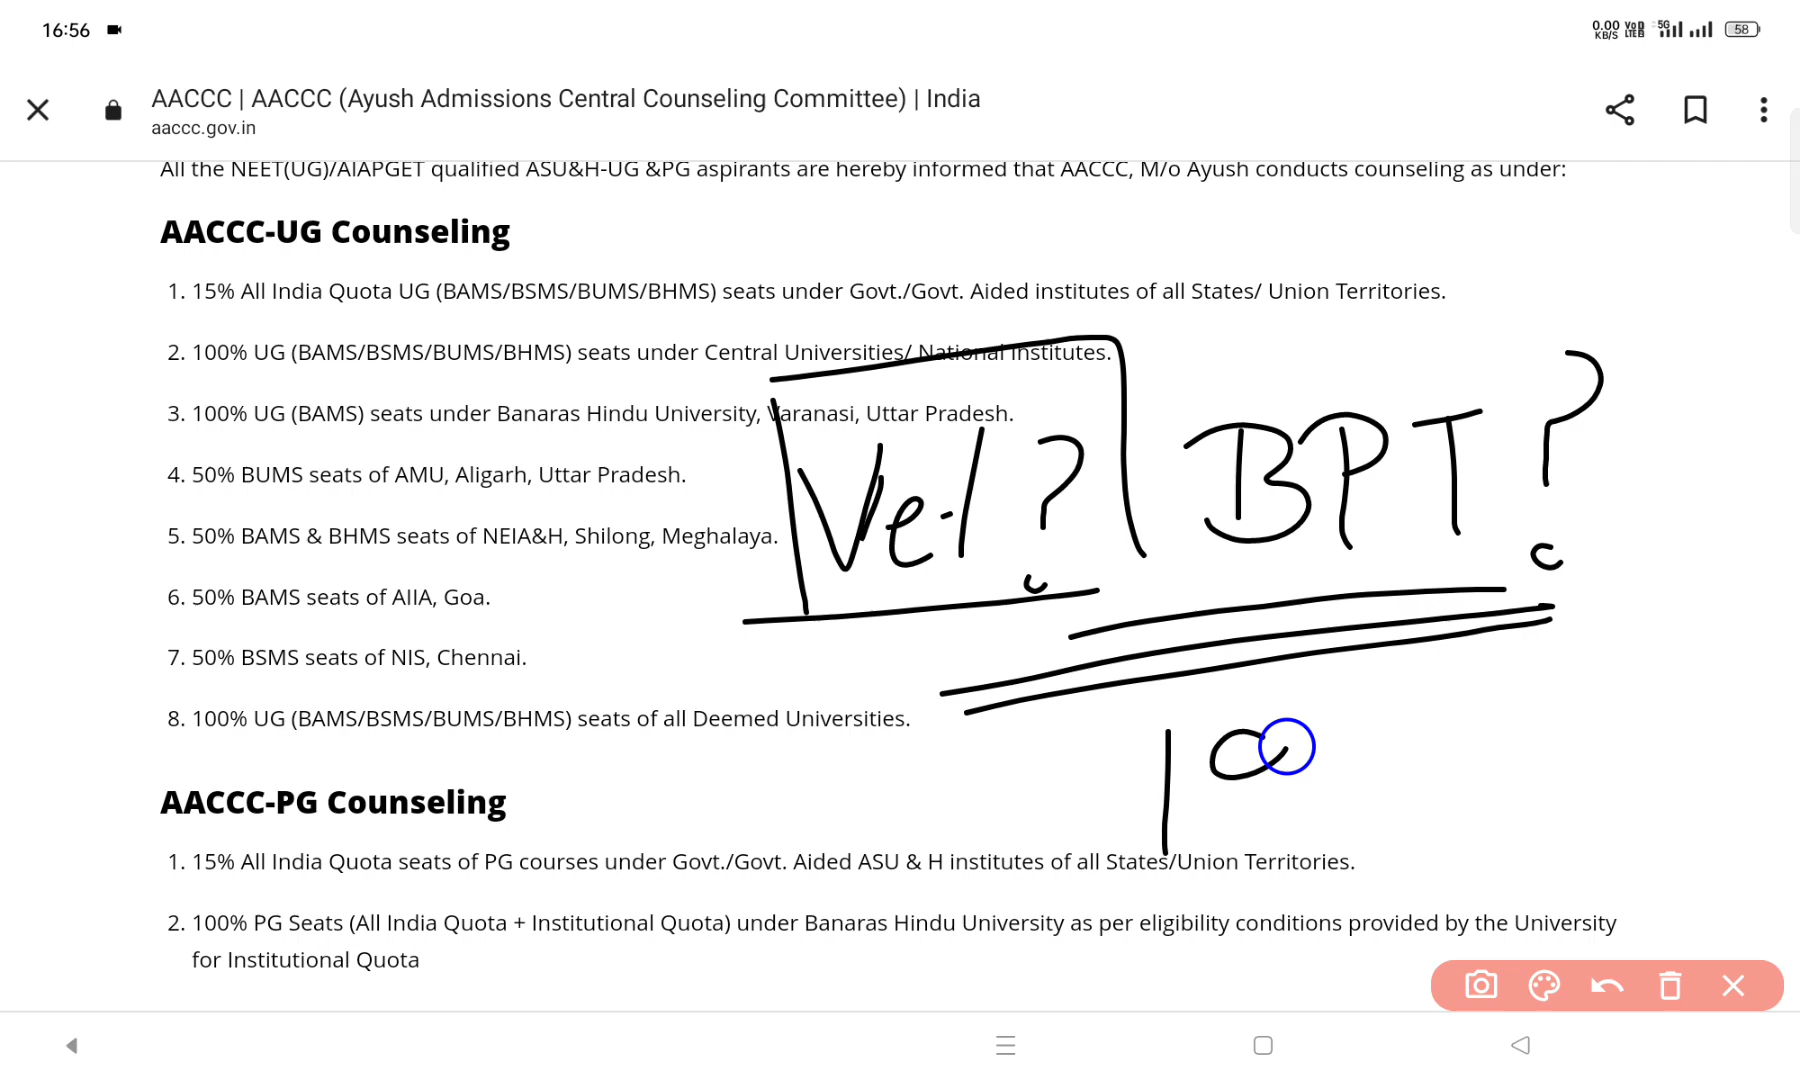 16:56
0.00 KB/S VoD LTE 5G 58
AACCC | AACCC (Ayush Admissions Central Counseling Committee) | India
aaccc.gov.in
All the NEET(UG)/AIAPGET qualified ASU&H-UG &PG aspirants are hereby informed that AACCC, M/o Ayush conducts counseling as under:
AACCC-UG Counseling
1. 15% All India Quota UG (BAMS/BSMS/BUMS/BHMS) seats under Govt./Govt. Aided institutes of all States/ Union Territories.
2. 100% UG (BAMS/BSMS/BUMS/BHMS) seats under Central Universities/ National Institutes.
3. 100% UG (BAMS) seats under Banaras Hindu University, Varanasi, Uttar Pradesh.
4. 50% BUMS seats of AMU, Aligarh, Uttar Pradesh.
BPT ?
5. 50% BAMS & BHMS seats of NEIA&H, Shilong, Meghalaya.
6. 50% BAMS seats of AIIA, Goa.
7. 50% BSMS seats of NIS, Chennai.
8. 100% UG (BAMS/BSMS/BUMS/BHMS) seats of all Deemed Universities.
AACCC-PG Counseling
1. 15% All India Quota seats of PG courses under Govt./Govt. Aided ASU & H institutes of all States/Union Territories.
2. 100% PG Seats (All India Quota + Institutional Quota) under Banaras Hindu University as per eligibility conditions provided by the University
for Institutional Quota